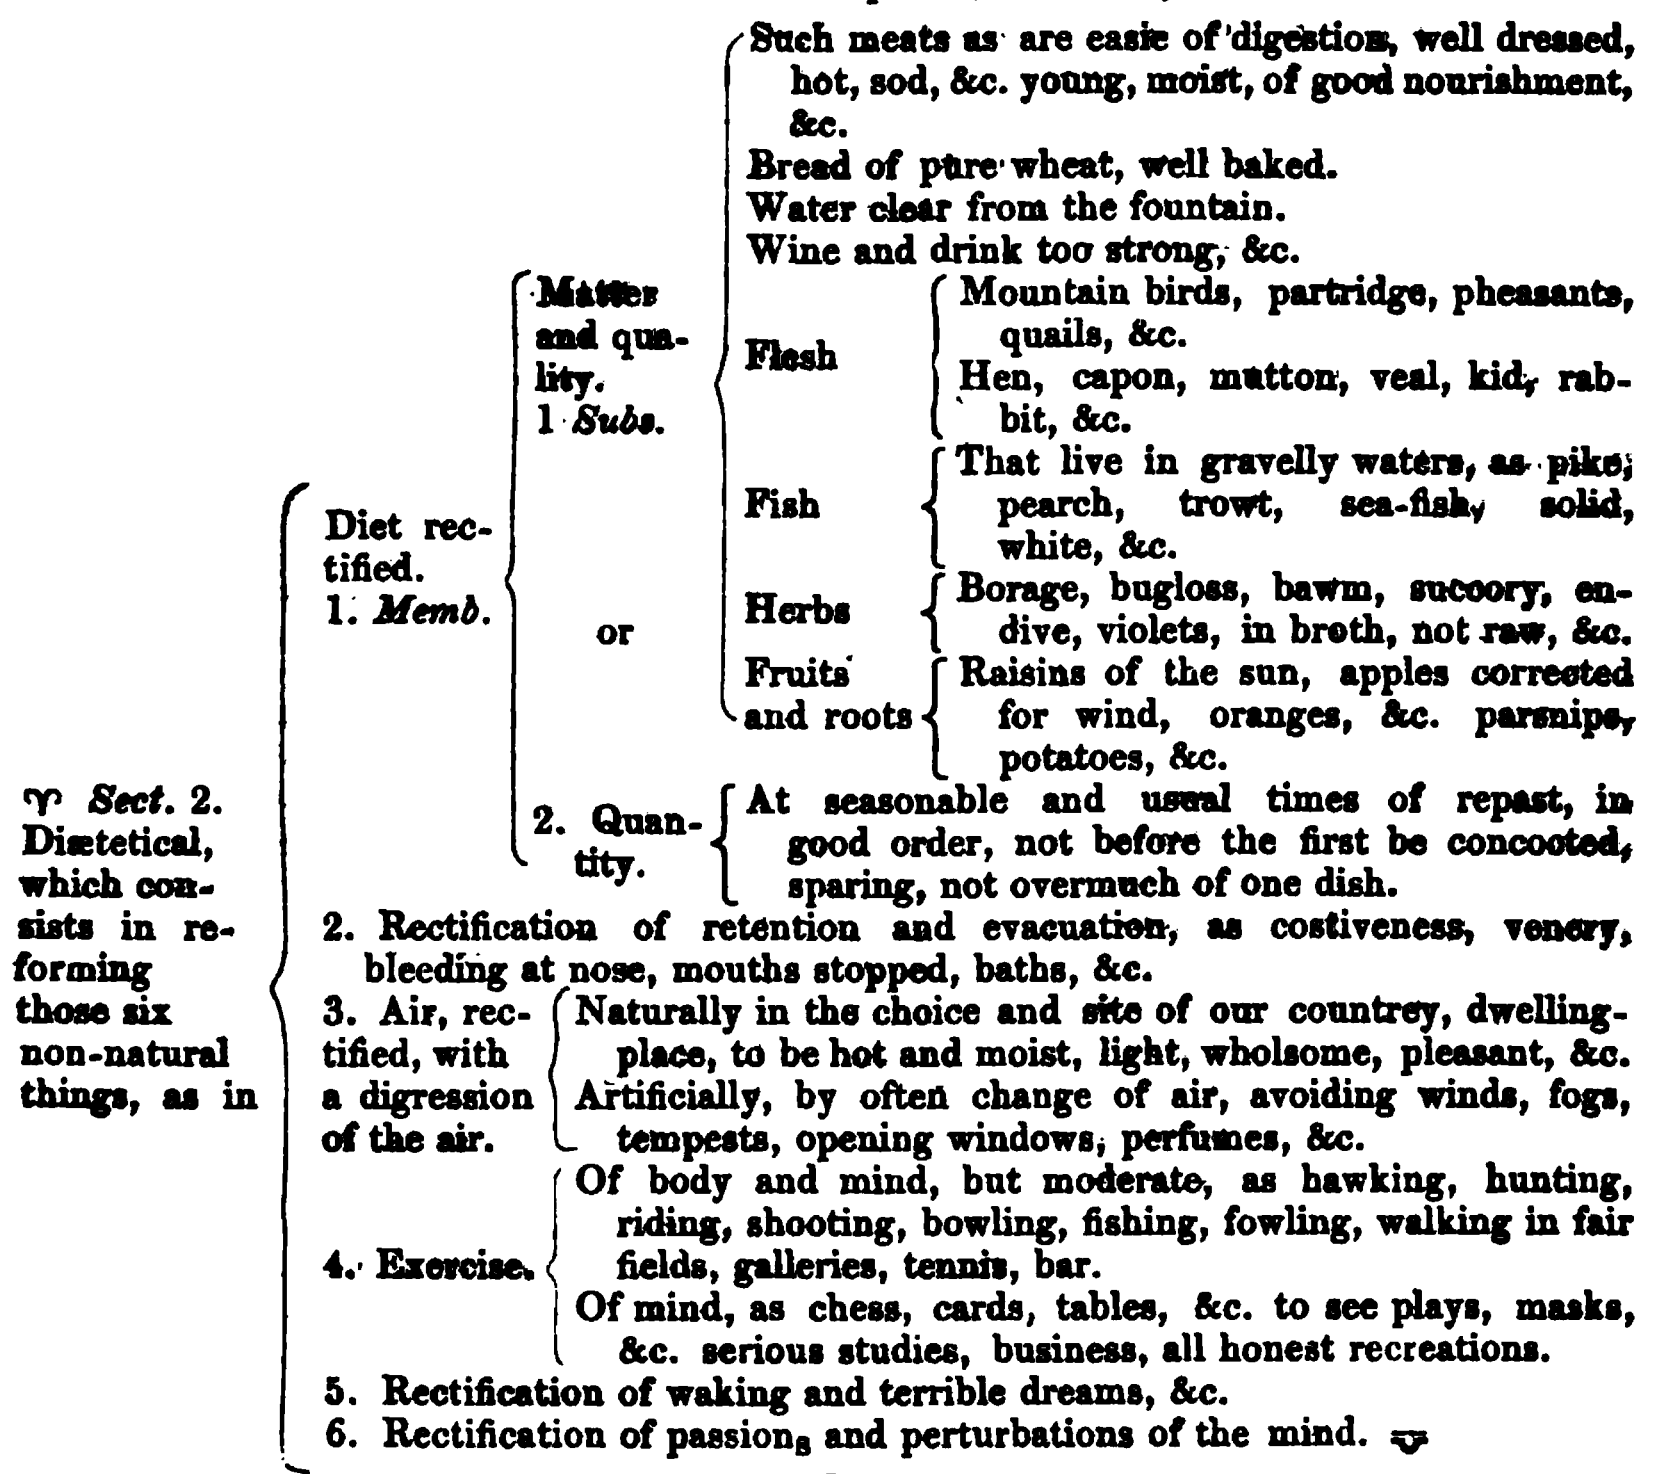 ♈ Sect. 2.
Diætetical,
which con-
sists in re-
forming
those six
non-natural
things, as in
Diet rec-
tified.
1. Memb.
Matter
and qua-
lity.
1 Subs.
Such meats as are easie of digestion, well dressed,
hot, sod, &c. young, moist, of good nourishment,
&c.
Bread of pure wheat, well baked.
Water clear from the fountain.
Wine and drink too strong, &c.
Flesh
Mountain birds, partridge, pheasants,
quails, &c.
Hen, capon, mutton, veal, kid, rab-
bit, &c.
Fish
That live in gravelly waters, as pike,
pearch, trowt, sea-fish, solid,
white, &c.
Herbs
Borage, bugloss, bawm, succory, en-
dive, violets, in broth, not raw, &c.
Fruits
and roots
Raisins of the sun, apples corrected
for wind, oranges, &c. parsnips,
potatoes, &c.
or
2. Quan-
tity.
At seasonable and usual times of repast, in
good order, not before the first be concocted,
sparing, not overmuch of one dish.
2. Rectification of retention and evacuation, as costiveness, venery,
bleeding at nose, mouths stopped, baths, &c.
3. Air, rec-
tified, with
a digression
of the air.
Naturally in the choice and site of our countrey, dwelling-
place, to be hot and moist, light, wholsome, pleasant, &c.
Artificially, by often change of air, avoiding winds, fogs,
tempests, opening windows, perfumes, &c.
4. Exercise.
Of body and mind, but moderate, as hawking, hunting,
riding, shooting, bowling, fishing, fowling, walking in fair
fields, galleries, tennis, bar.
Of mind, as chess, cards, tables, &c. to see plays, masks,
&c. serious studies, business, all honest recreations.
5. Rectification of waking and terrible dreams, &c.
6. Rectification of passions and perturbations of the mind.